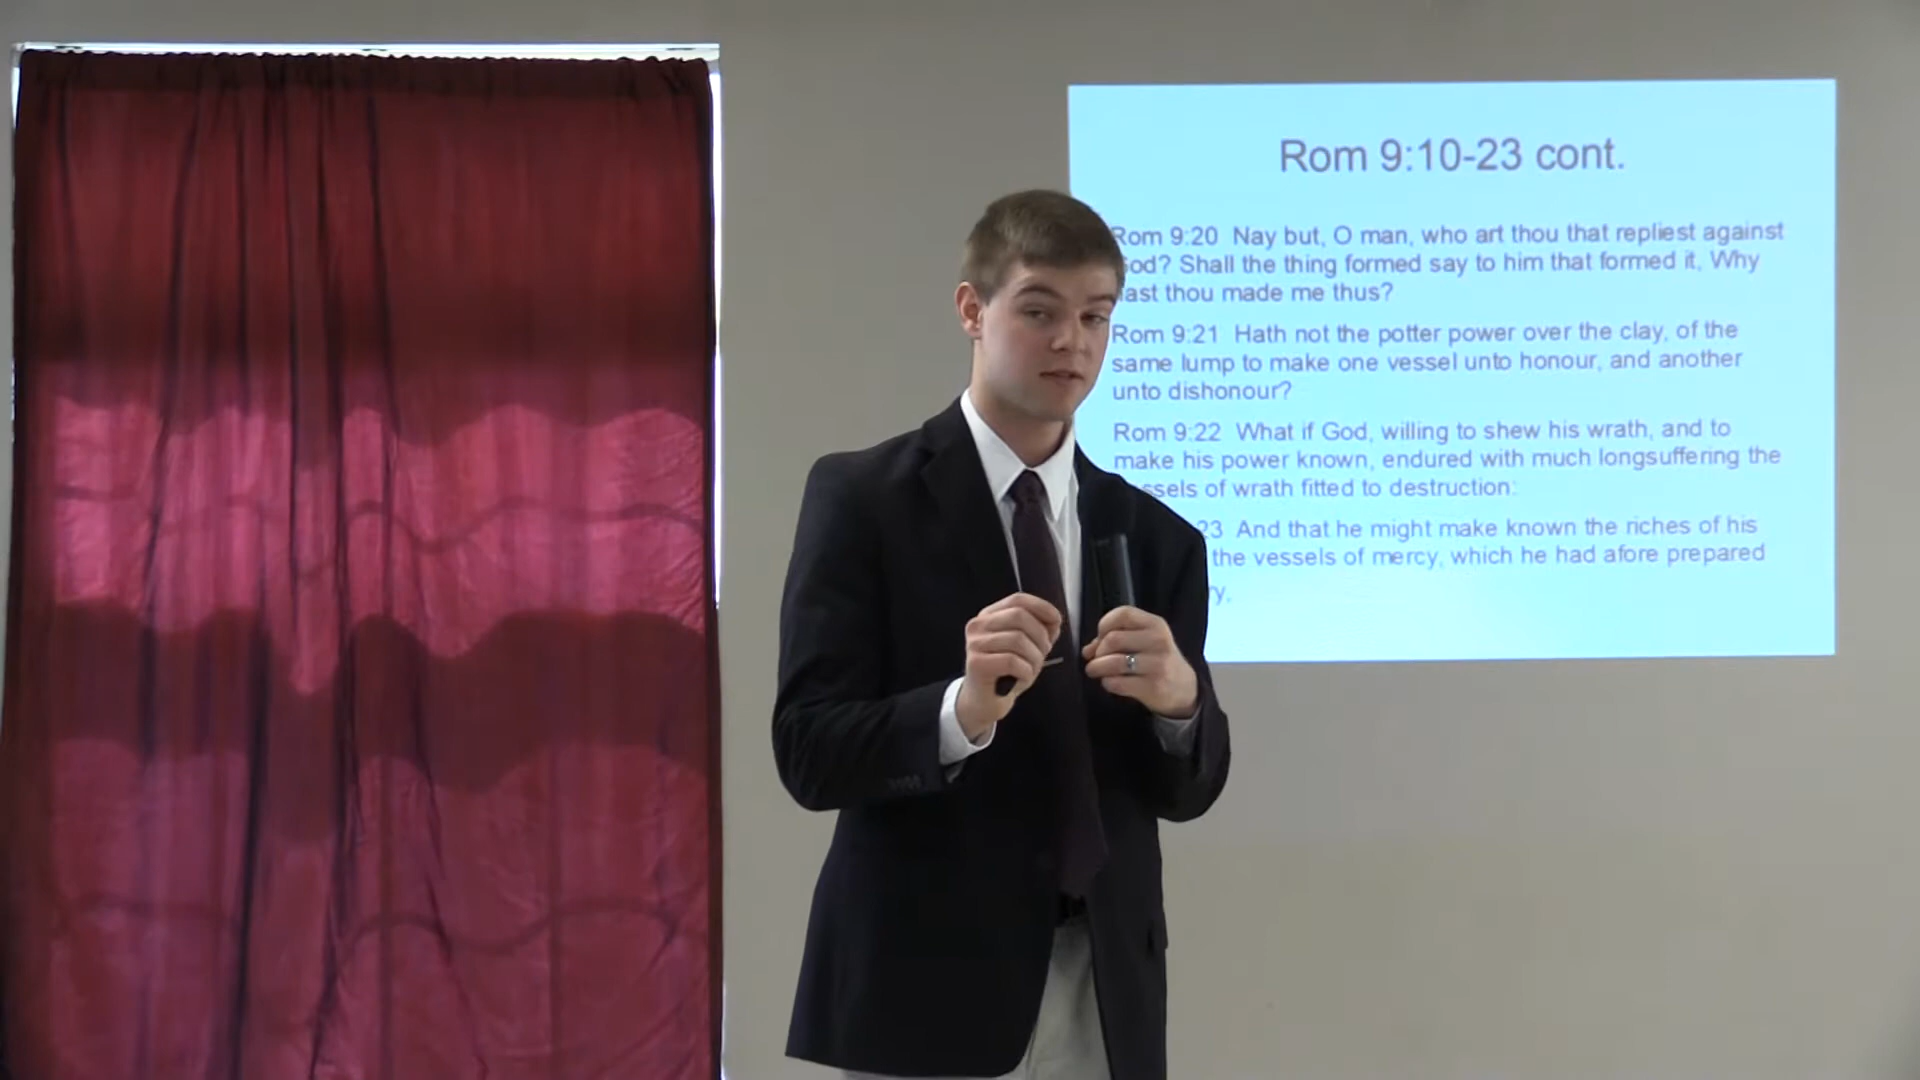 Rom 9:10-23 cont.
Rom 9:20 Nay but, O man, who art thou that repliest against
God? Shall the thing formed say to him that formed it, Why
hast thou made me thus?
Rom 9:21 Hath not the potter power over the clay, of the
same lump to make one vessel unto honour, and another
unto dishonour?
Rom 9:22 What if God, willing to shew his wrath, and to
make his power known, endured with much longsuffering the
ssels of wrath fitted to destruction:
23 And that he might make known the riches of his
the vessels of mercy, which he had afore prepared
y,